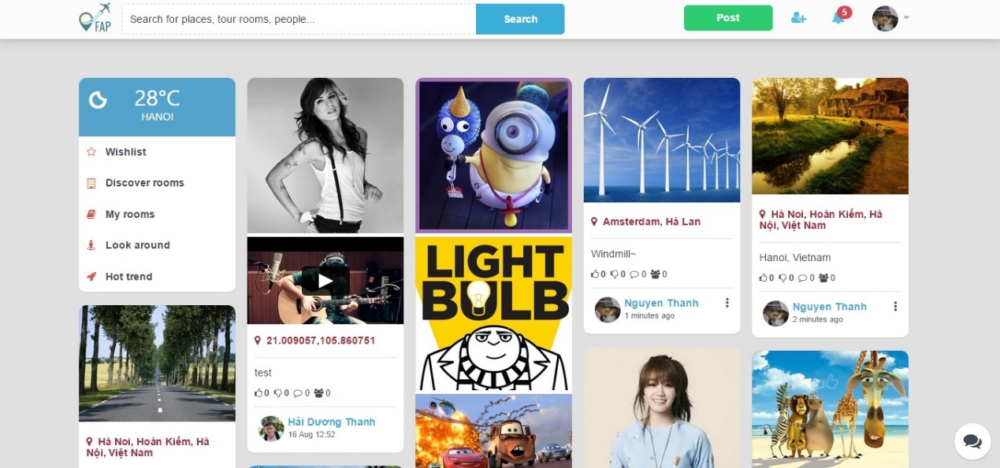 FAP
Search for places, tour rooms, people...
Search
Post
5
28°C
HANOI
Wishlist
Discover rooms
My rooms
Look around
Hot trend
Hà Noi, Hoàn Kiếm, Hà
Nội, Việt Nam
21.009057,105.860751
test
0 0 0 0
Hải Dương Thanh
16 Aug 12:52
LIGHT
BULB
Amsterdam, Hà Lan
Windmill~
0 0 0 0
Nguyen Thanh
1 minutes ago
Hà Noi, Hoàn Kiếm, Hà
Nội, Việt Nam
Hanoi, Vietnam
0 0 0 0
Nguyen Thanh
2 minutes ago